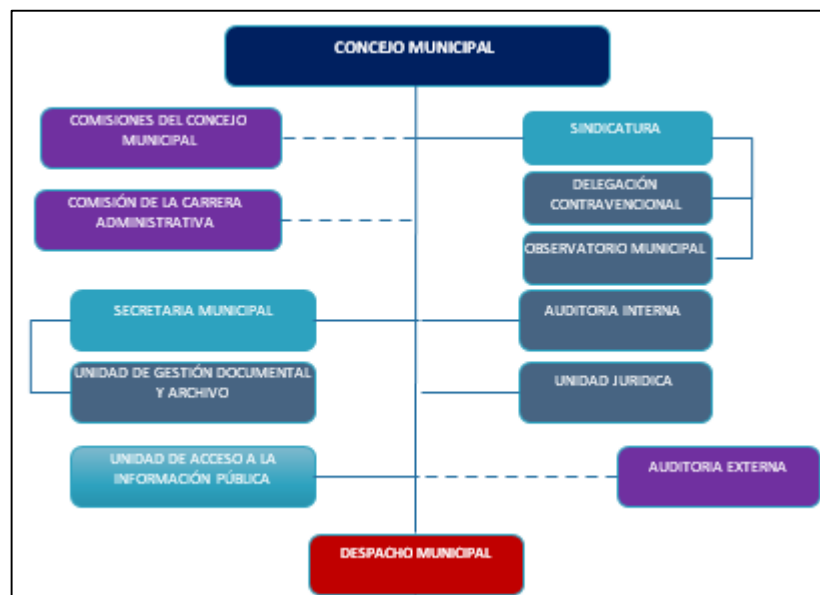 CONCEJO MUNICIPAL
COMISIONES DEL CONCEJO
MUNICIPAL
SINDICATURA
DELEGACIÓN
CONTRAVENCIONAL
COMISIÓN DE LA CARRERA
ADMINISTRATIVA
OBSERVATORIO MUNICIPAL
SECRETARIA MUNICIPAL
AUDITORIA INTERNA
UNIDAD DE GESTIÓN DOCUMENTAL
Y ARCHIVO
UNIDAD JURIDICA
UNIDAD DE ACCESO A LA
INFORMACIÓN PÚBLICA
AUDITORIA EXTERNA
DESPACHO MUNICIPAL